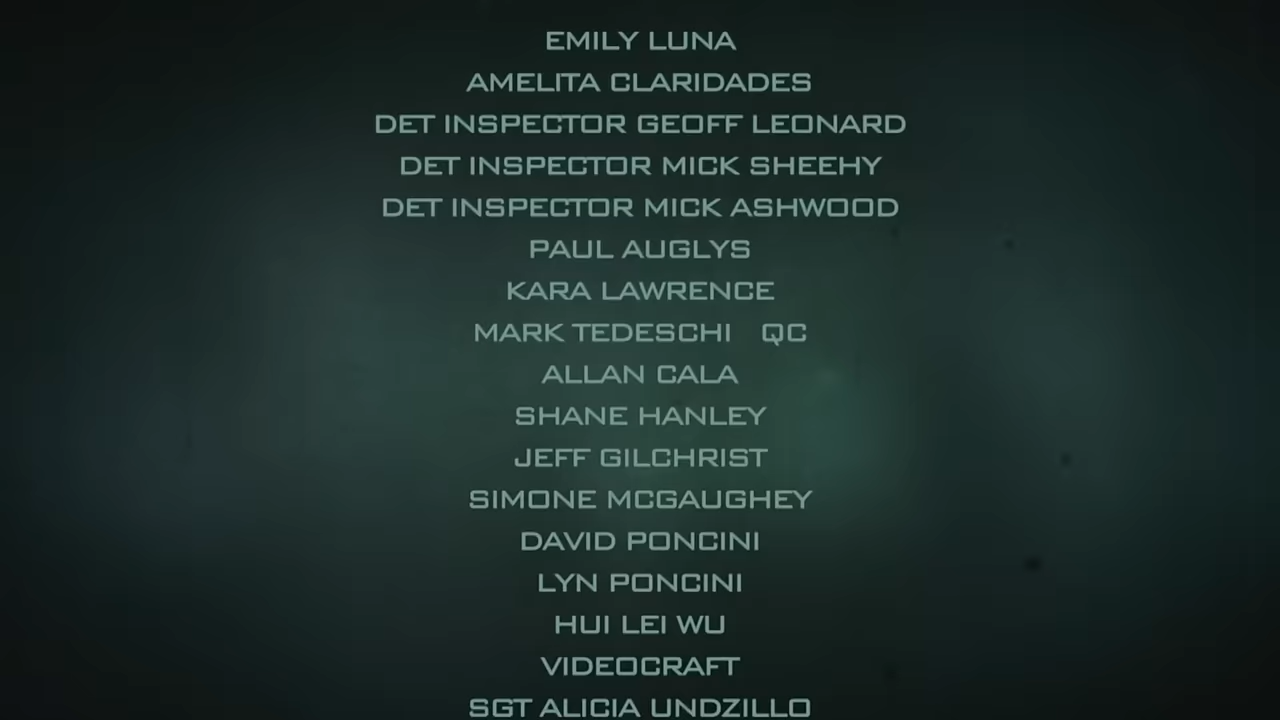 EMILY LUNA
AMELITA CLARIDADES
DET INSPECTOR GEOFF LEONARD
DET INSPECTOR MICK SHEEHY
DET INSPECTOR MICK ASHWOOD
PAUL AUGLYS
KARA LAWRENCE
MARK TEDESCHI QC
ALLAN CALA
SHANE HANLEY
JEFF GILCHRIST
SIMONE MCGAUGHEY
DAVID PONCINI
LYN PONCINI
HUI LEI WU
VIDEOCRAFT
SGT ALICIA UNDZILLO